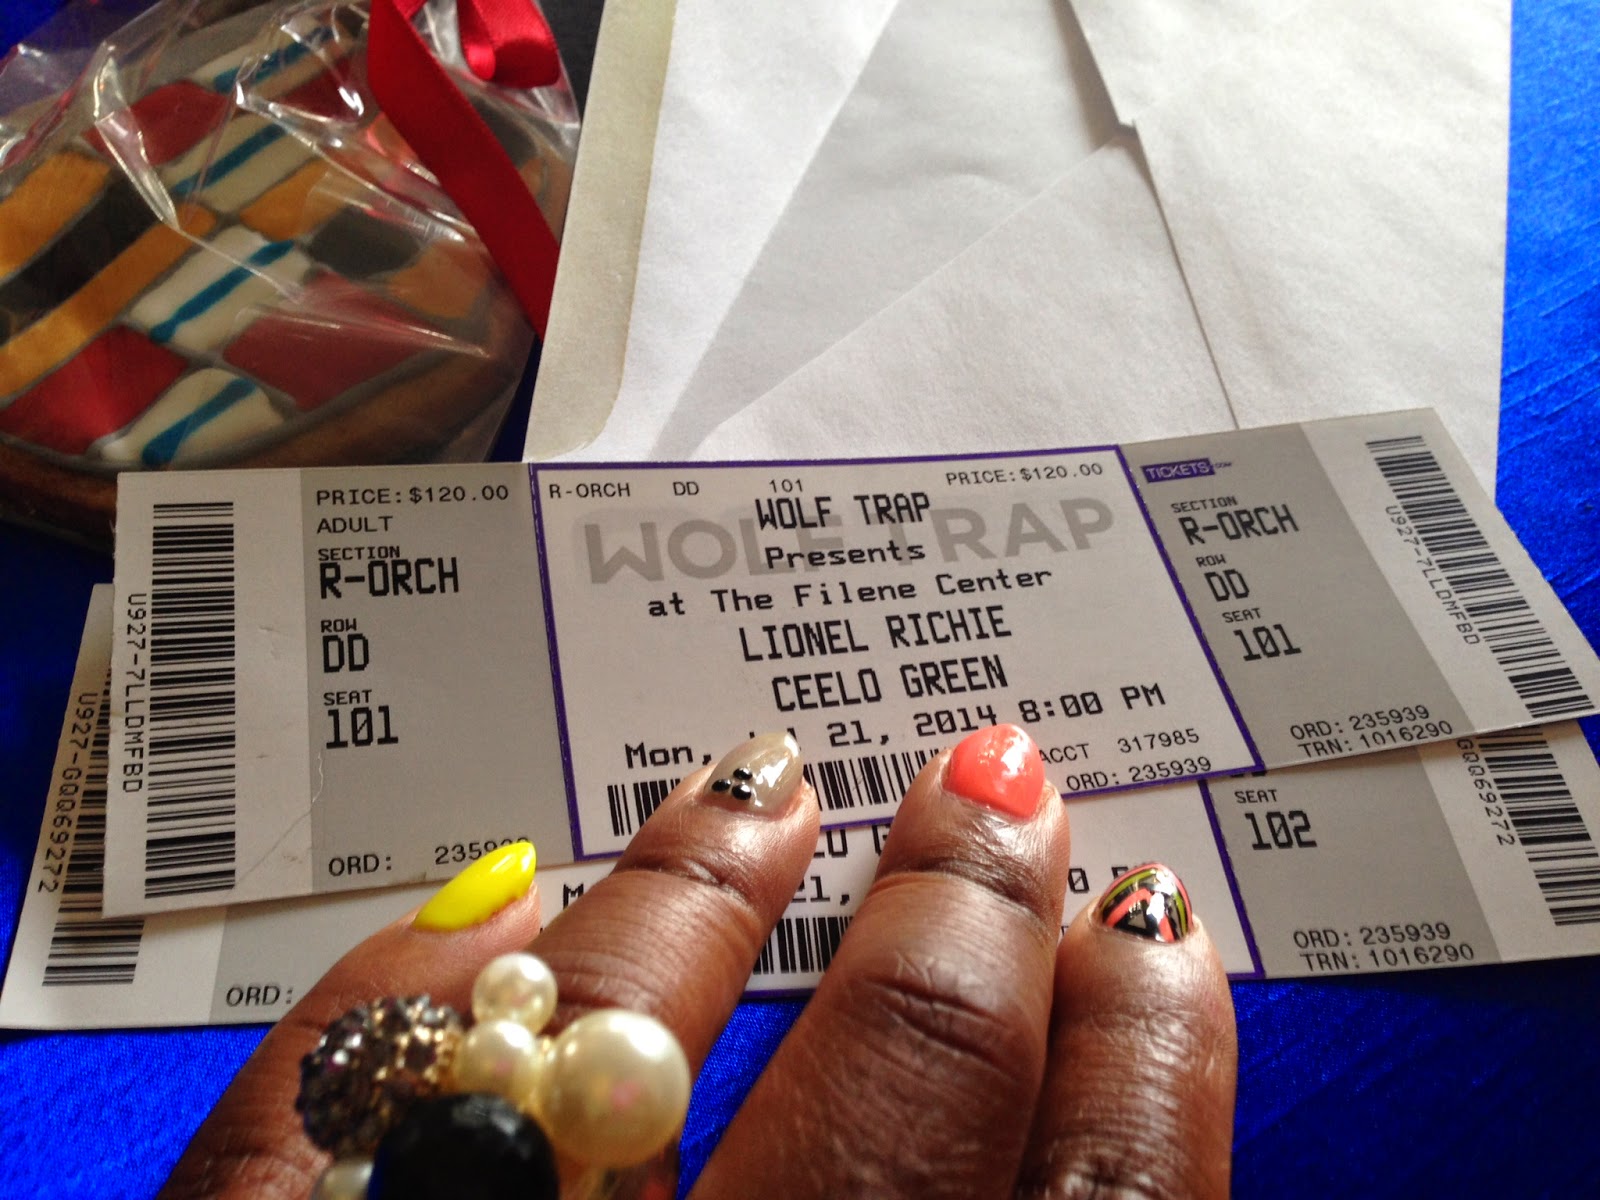 PRICE:$120.00
ADULT
SECTION
R-ORCH
ROW
DD
SEAT
101
ORD:
U927-7LLDMFBD
R-ORCH DD 101 PRICE:$120.00
WOLF TRAP
WOLF TRAP
Presents
at The Filene Center
LIONEL RICHIE
CEELO GREEN
Mon, 21, 2014 8:00 PM
ACCT 317985
ORD: 235939
TICKETS.COM
SECTION
R-ORCH
ROW
DD
SEAT
101
ORD: 235939
TRN: 1016290
U927-7LLDMFBD
U927-GQQ69272
ORD:
21,
SEAT
102
ORD: 235939
TRN: 1016290
GQQ69272